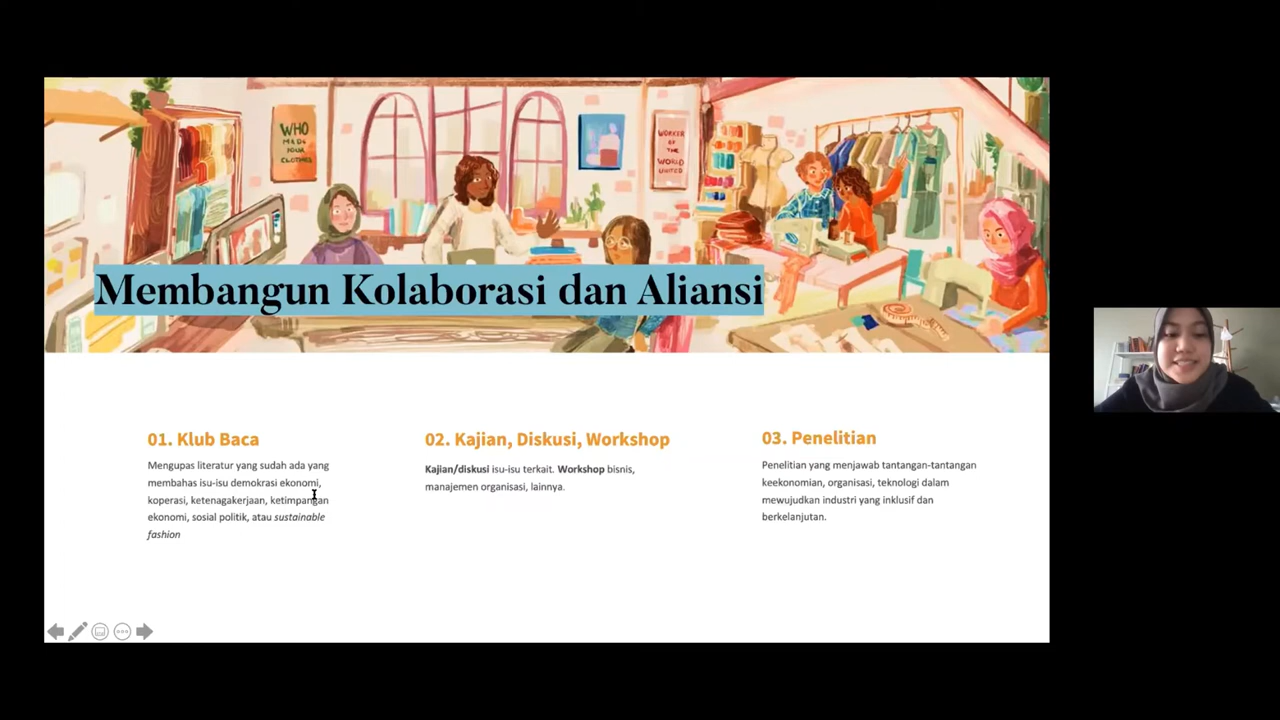 WHO
MADE
YOUR
CLOTHES
WORKER
OF THE
WORLD
UNITED
Membangun Kolaborasi dan Aliansi
01. Klub Baca
Mengupas literatur yang sudah ada yang
membahas isu-isu demokrasi ekonomi,
koperasi, ketenagakerjaan, ketimpangan
ekonomi, sosial politik, atau sustainable
fashion
02. Kajian, Diskusi, Workshop
Kajian/diskusi isu-isu terkait. Workshop bisnis,
manajemen organisasi, lainnya.
03. Penelitian
Penelitian yang menjawab tantangan-tantangan
keekonomian, organisasi, teknologi dalam
mewujudkan industri yang inklusif dan
berkelanjutan.